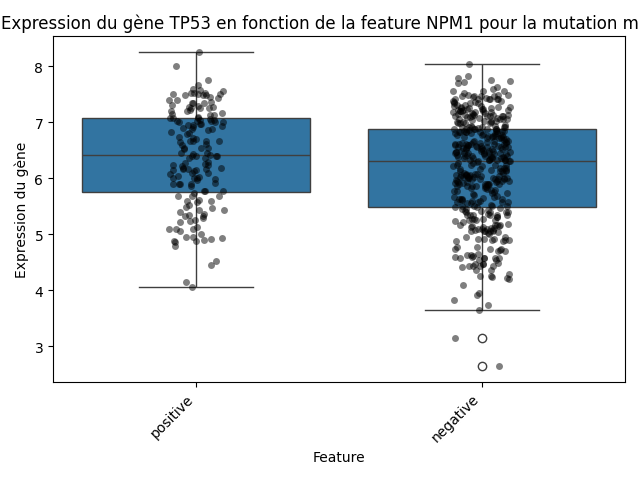 Expression du gène TP53 en fonction de la feature NPM1 pour la mutation m
8
7
6
5
4
3
Expression du gène
positive
negative
Feature